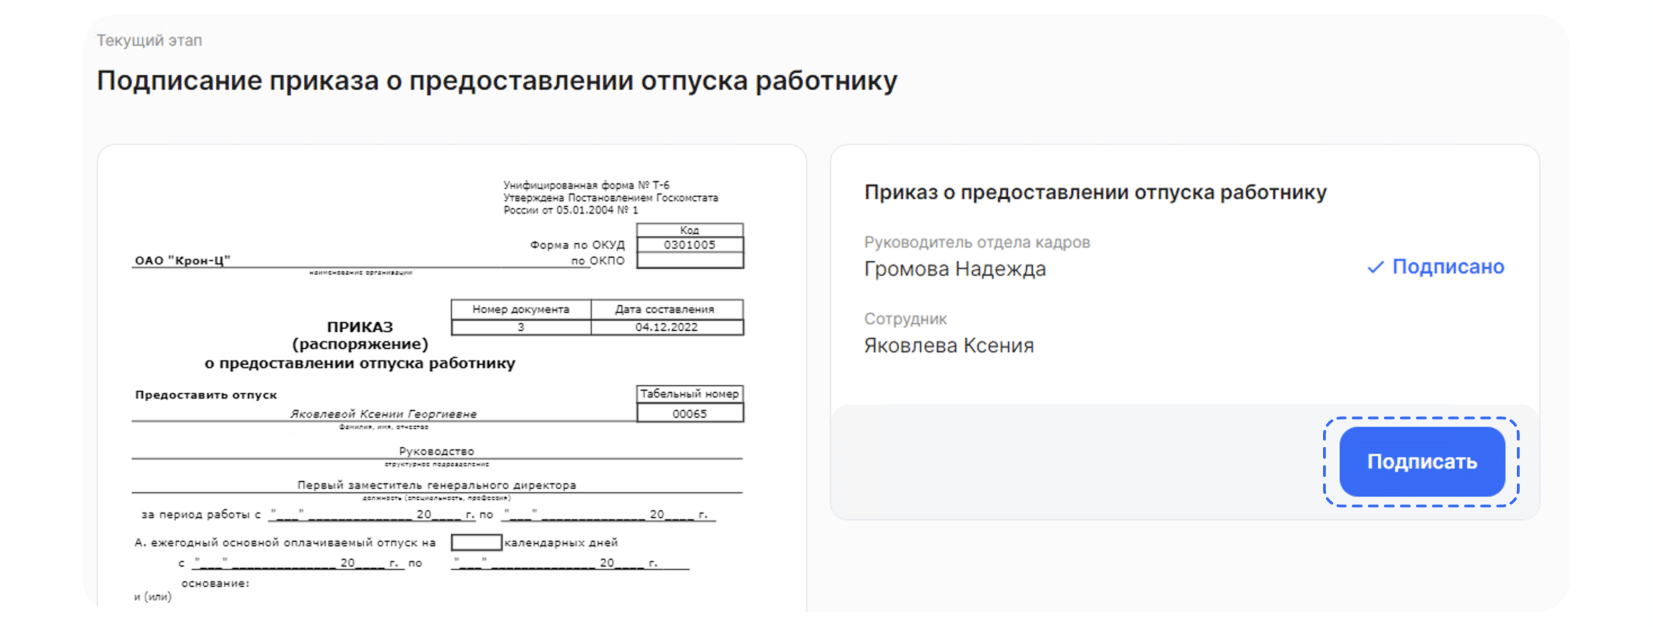 Текущий этап
Подписание приказа о предоставлении отпуска работнику
Унифицированная форма № Т-6
Утверждена Постановлением Госкомстата
России от 05.01.2004 № 1
Код
Форма по ОКУД 0301005
ОАО "Крон-Ц" по ОКПО
наименование организации
Номер документа Дата составления
ПРИКАЗ 3 04.12.2022
(распоряжение)
о предоставлении отпуска работнику
Предоставить отпуск Табельный номер
Яковлевой Ксении Георгиевне 00065
фамилия, имя, отчество
Руководство
структурное подразделение
Первый заместитель генерального директора
должность (специальность, профессия)
за период работы с "___" ______________ 20____ г. по "___" ______________ 20____ г.
А. ежегодный основной оплачиваемый отпуск на календарных дней
с "___" ______________ 20____ г. по "___" ______________ 20____ г.
основание:
и (или)
Приказ о предоставлении отпуска работнику
Руководитель отдела кадров
Громова Надежда
Подписано
Сотрудник
Яковлева Ксения
Подписать